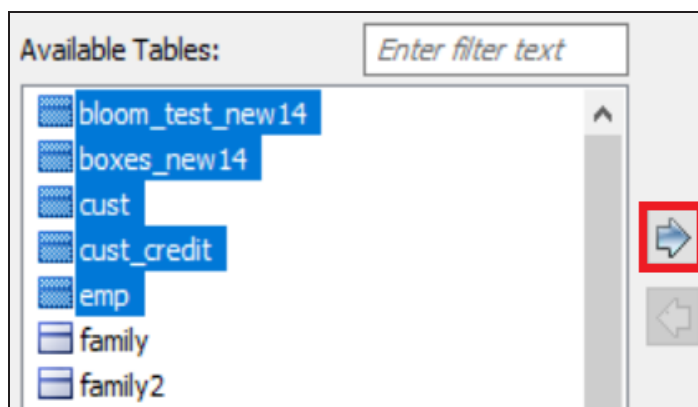 Available Tables: Enter filter text
bloom_test_new14
boxes_new14
cust
cust_credit
emp
family
family2